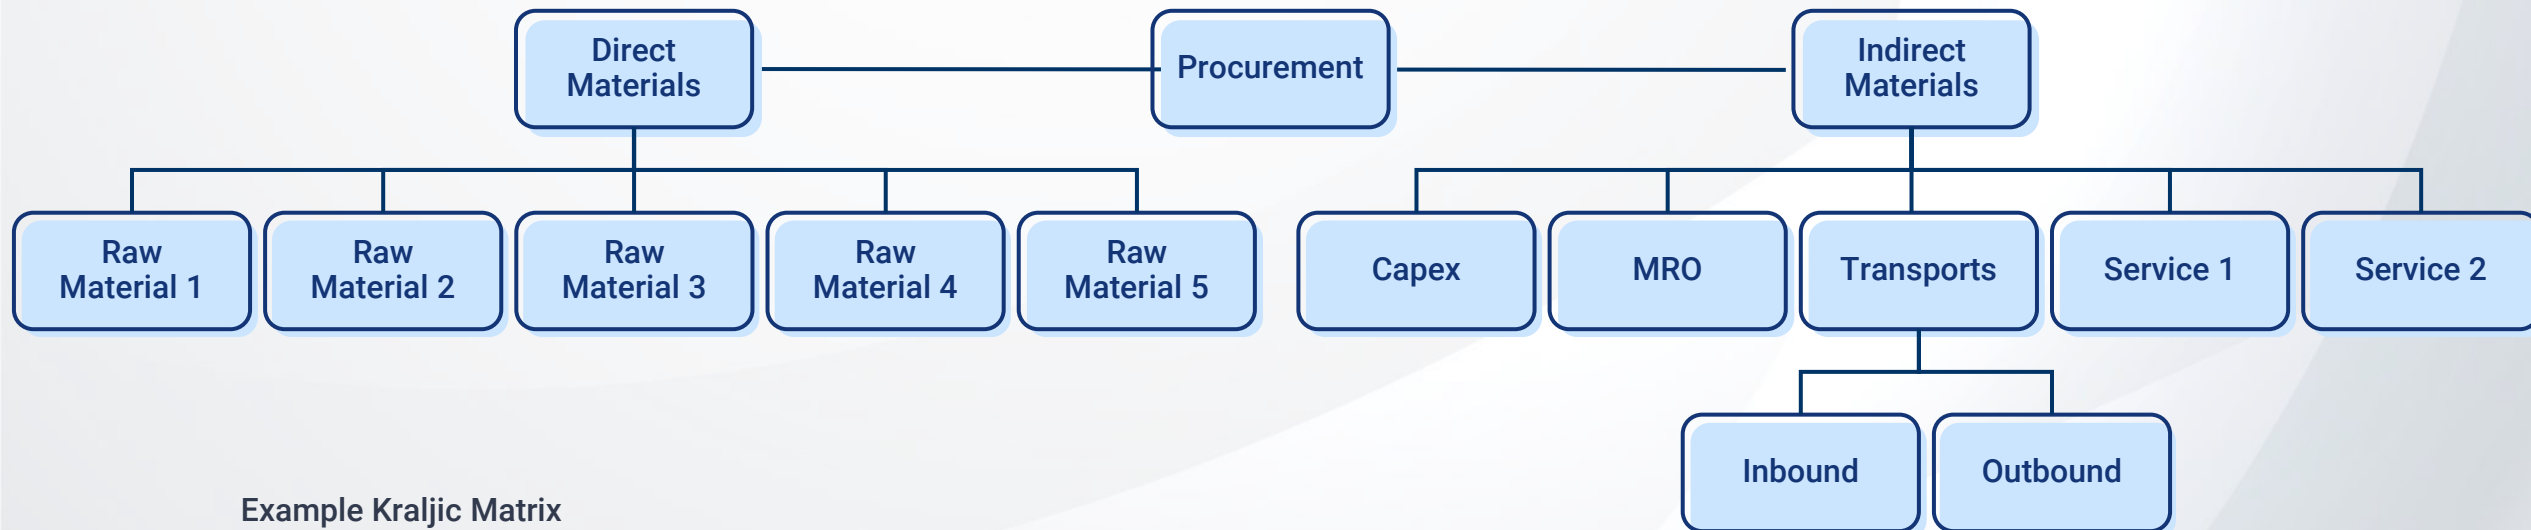 Direct
Materials
Procurement
Indirect
Materials
Raw
Material 1
Raw
Material 2
Raw
Material 3
Raw
Material 4
Raw
Material 5
Capex
MRO
Transports
Service 1
Service 2
Inbound
Outbound
Example Kraljic Matrix